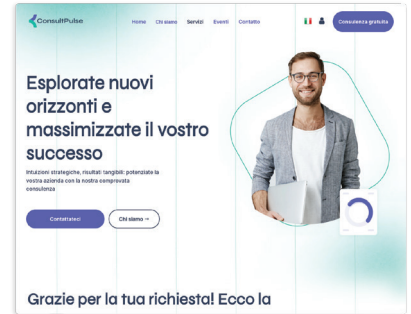 ConsultPulse
Home Chi siamo Servizi Eventi Contatto
Consulenza gratuita
Esplorate nuovi
orizzonti e
massimizzate il vostro
successo
Intuizioni strategiche, risultati tangibili: potenziate la
vostra azienda con la nostra comprovata
consulenza
Contattateci
Chi siamo →
Grazie per la tua richiesta! Ecco la